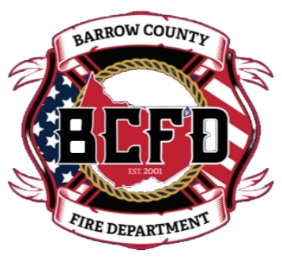 BARROW COUNTY
BCFD
EST. 2001
FIRE DEPARTMENT